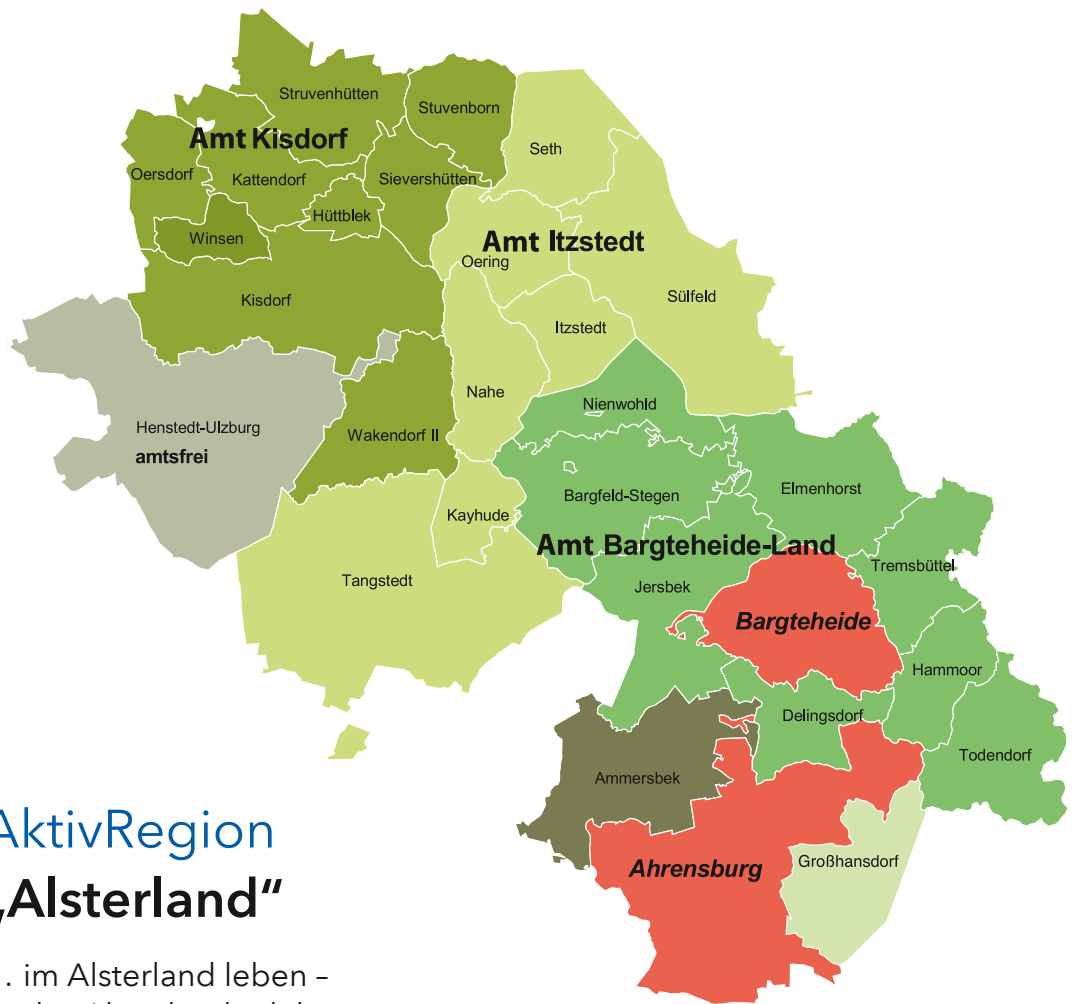 Struvenhütten
Stuvenborn
Amt Kisdorf
Seth
Oersdorf
Kattendorf
Sievershütten
Hüttblek
Winsen
Amt Itzstedt
Oering
Kisdorf
Sülfeld
Itzstedt
Nahe
Nienwohld
Henstedt-Ulzburg
amtsfrei
Wakendorf II
Bargfeld-Stegen
Elmenhorst
Kayhude
Amt Bargteheide-Land
Tremsbüttel
Tangstedt
Jersbek
Bargteheide
Hammoor
Delingsdorf
Todendorf
Ammersbek
AktivRegion
„Alsterland“
Großhansdorf
Ahrensburg
.. im Alsterland leben –